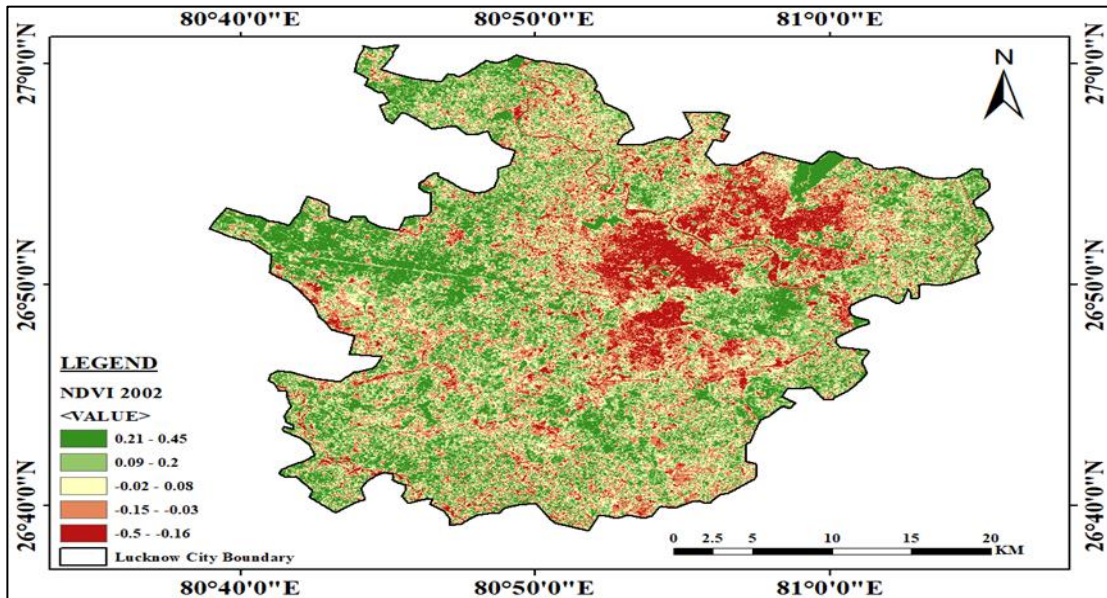 80°40'0"E 80°50'0"E 81°0'0"E
27°0'0"N
27°0'0"N
N
26°50'0"N
26°50'0"N
LEGEND
NDVI 2002
<VALUE>
0.21 - 0.45
0.09 - 0.2
-0.02 - 0.08
-0.15 - -0.03
-0.5 - -0.16
Lucknow City Boundary
26°40'0"N
26°40'0"N
0 2.5 5 10 15 20
KM
80°40'0"E 80°50'0"E 81°0'0"E